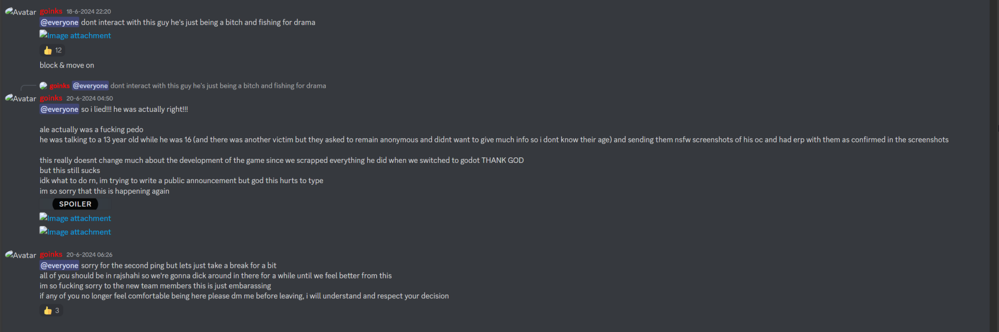 Avatar goinks 18-6-2024 22:20
@everyone dont interact with this guy he's just being a bitch and fishing for drama
Image attachment
👍 12
block & move on
goinks @everyone dont interact with this guy he's just being a bitch and fishing for drama
Avatar goinks 20-6-2024 04:50
@everyone so i lied!!! he was actually right!!!
ale actually was a fucking pedo
he was talking to a 13 year old while he was 16 (and there was another victim but they asked to remain anonymous and didnt want to give much info so i dont know their age) and sending them nsfw screenshots of his oc and had erp with them as confirmed in the screenshots
this really doesnt change much about the development of the game since we scrapped everything he did when we switched to godot THANK GOD
but this still sucks
idk what to do rn, im trying to write a public announcement but god this hurts to type
im so sorry that this is happening again
SPOILER
Image attachment
Image attachment
Avatar goinks 20-6-2024 06:26
@everyone sorry for the second ping but lets just take a break for a bit
all of you should be in rajshahi so we're gonna dick around in there for a while until we feel better from this
im so fucking sorry to the new team members this is just embarassing
if any of you no longer feel comfortable being here please dm me before leaving, i will understand and respect your decision
👍 3